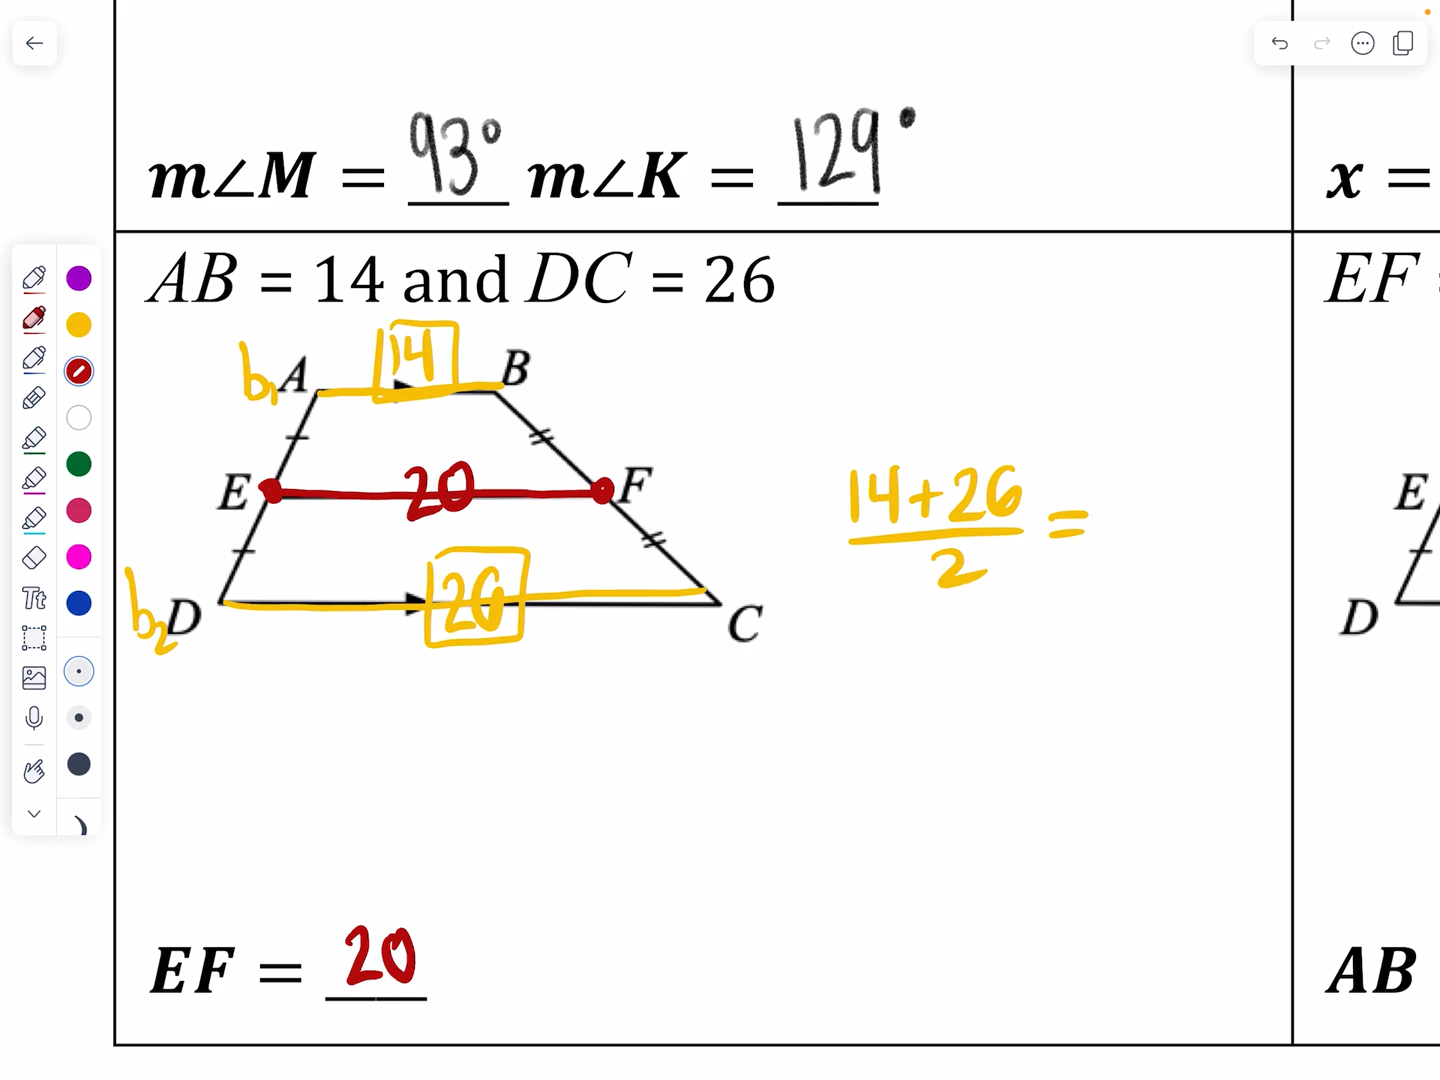 m∠M = 93° m∠K = 129°
x =
AB = 14 and DC = 26
EF =
14
b₁ A B
E 20 F
14+26
2
=
E
b₂ D 26 C
D
Tt
EF = 20
AB